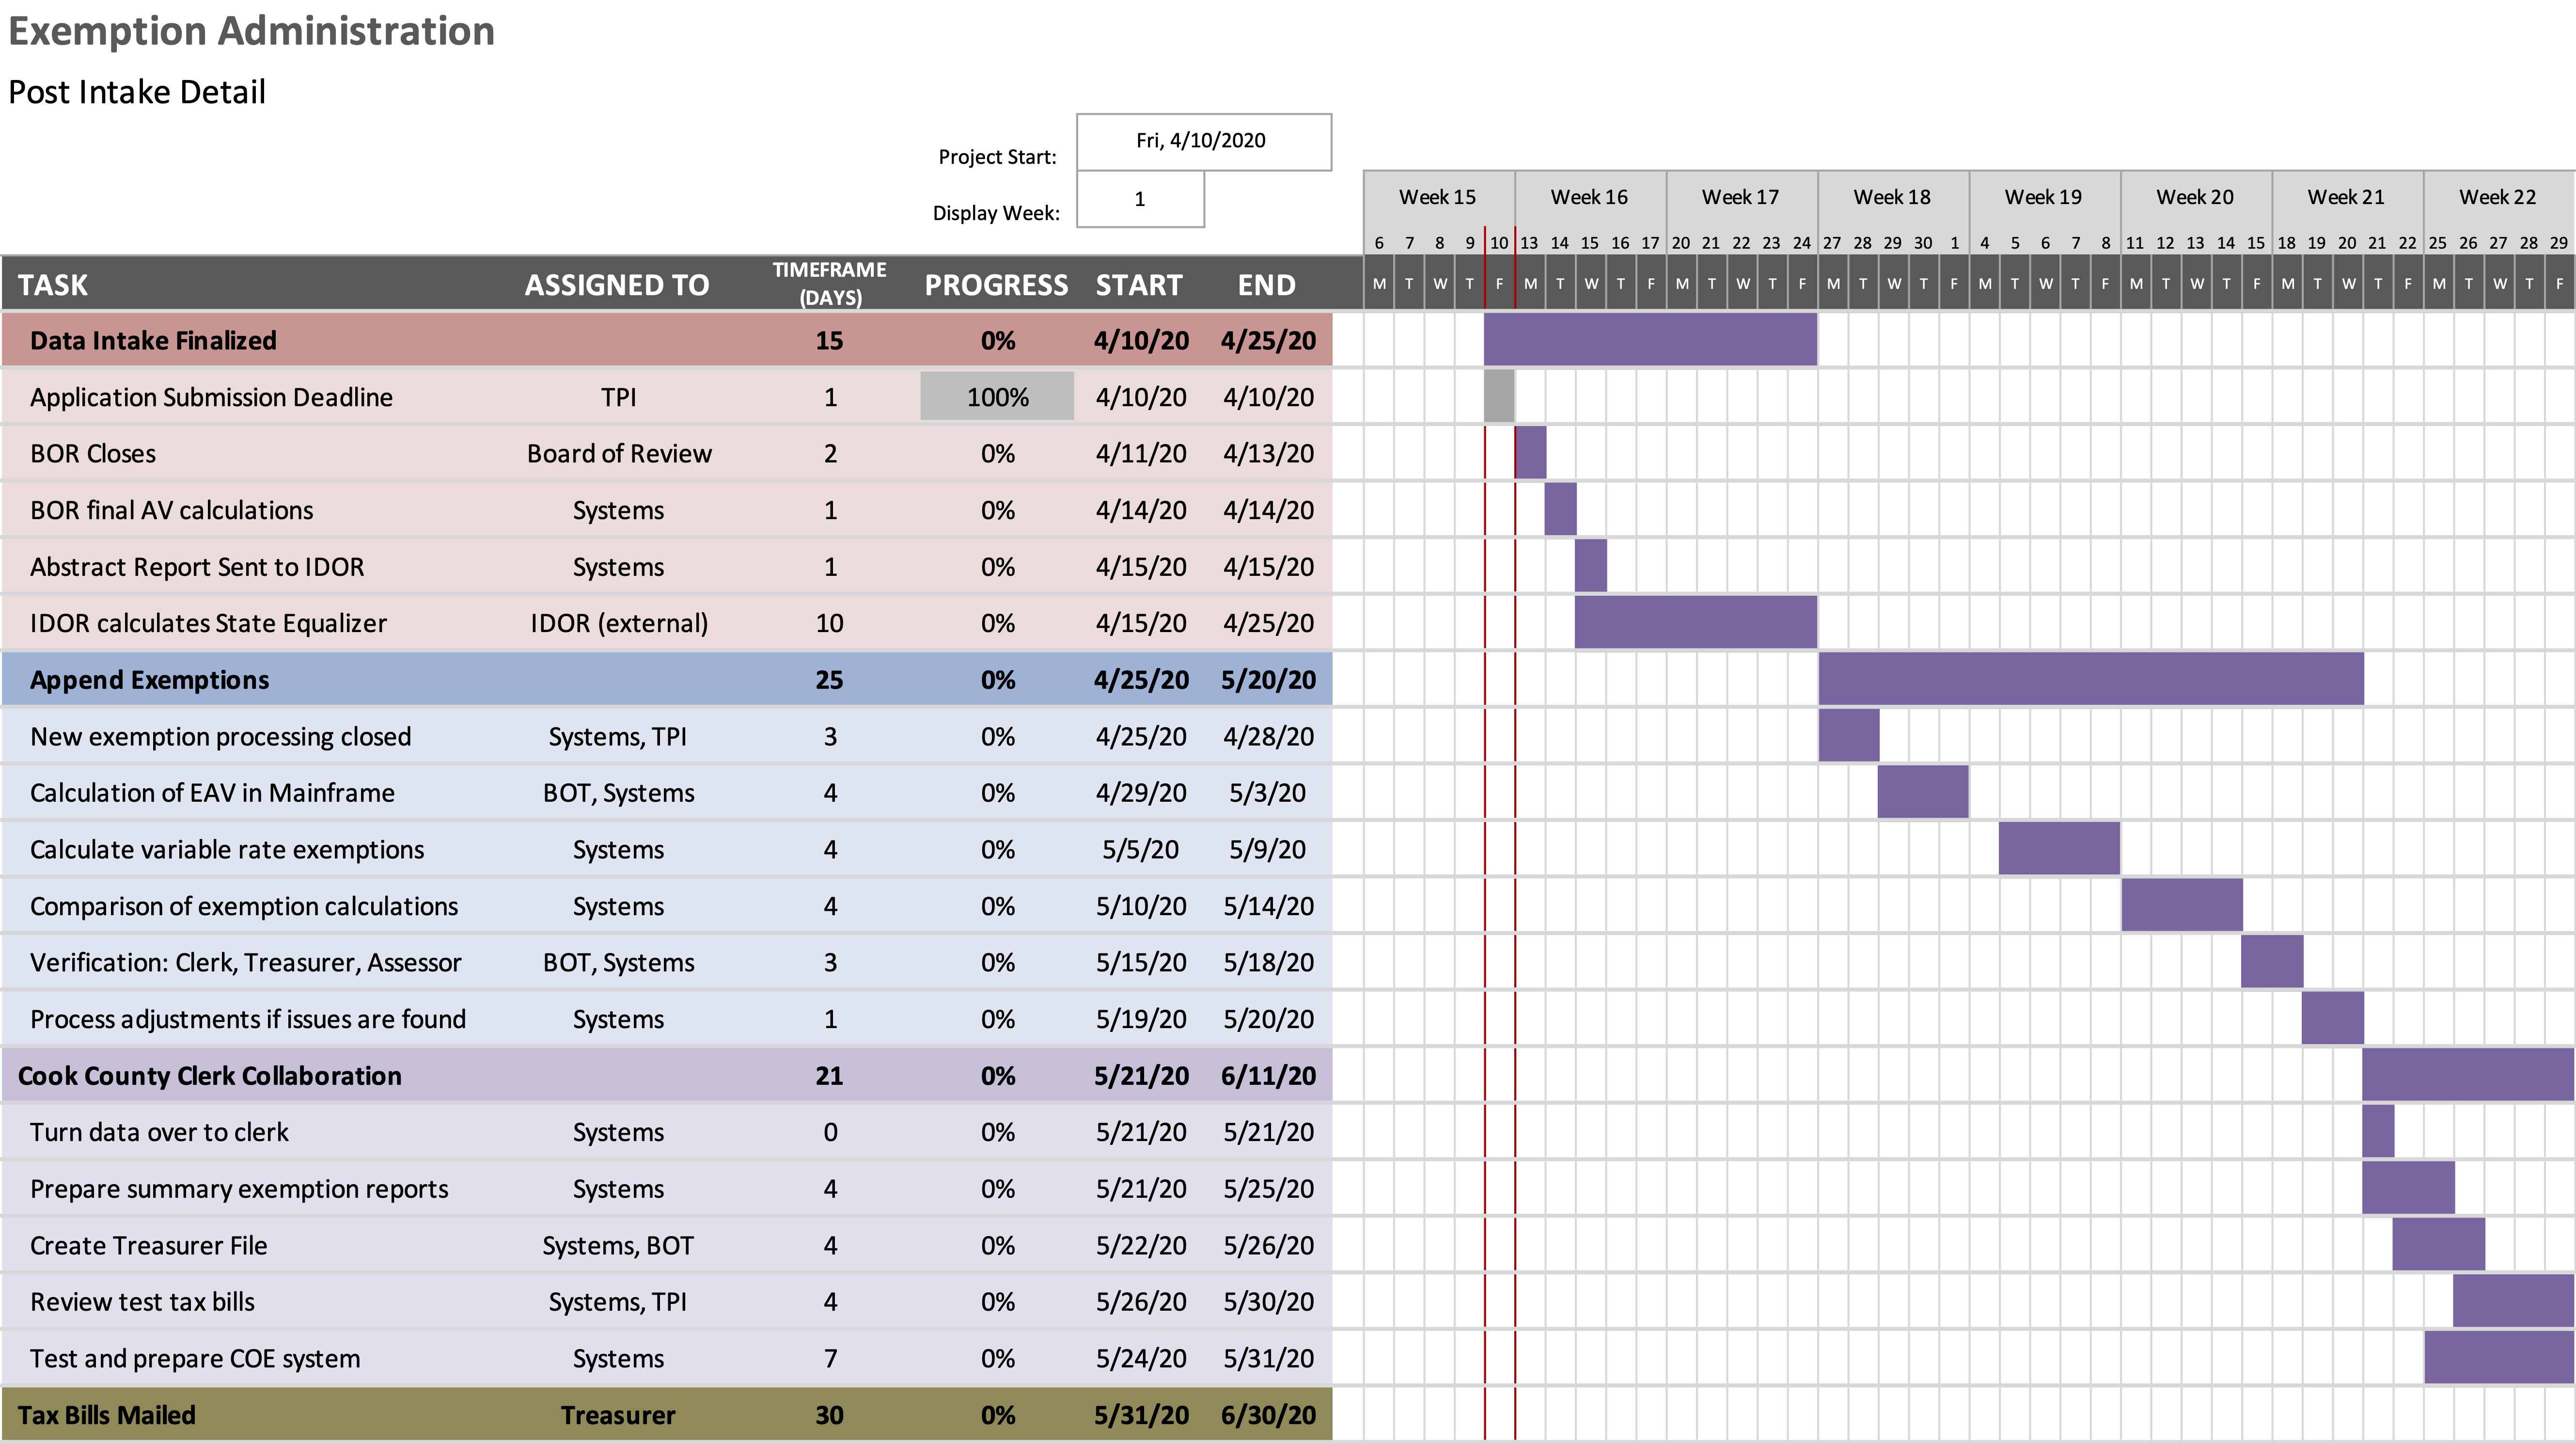 Exemption Administration
Post Intake Detail
Project Start: Fri, 4/10/2020
Display Week: 1
Week 15 Week 16 Week 17 Week 18 Week 19 Week 20 Week 21 Week 22
6 7 8 9 10 13 14 15 16 17 20 21 22 23 24 27 28 29 30 1 4 5 6 7 8 11 12 13 14 15 18 19 20 21 22 25 26 27 28 29
TASK ASSIGNED TO TIMEFRAME (DAYS) PROGRESS START END M T W T F M T W T F M T W T F M T W T F M T W T F M T W T F M T W T F M T W T F
Data Intake Finalized 15 0% 4/10/20 4/25/20
Application Submission Deadline TPI 1 100% 4/10/20 4/10/20
BOR Closes Board of Review 2 0% 4/11/20 4/13/20
BOR final AV calculations Systems 1 0% 4/14/20 4/14/20
Abstract Report Sent to IDOR Systems 1 0% 4/15/20 4/15/20
IDOR calculates State Equalizer IDOR (external) 10 0% 4/15/20 4/25/20
Append Exemptions 25 0% 4/25/20 5/20/20
New exemption processing closed Systems, TPI 3 0% 4/25/20 4/28/20
Calculation of EAV in Mainframe BOT, Systems 4 0% 4/29/20 5/3/20
Calculate variable rate exemptions Systems 4 0% 5/5/20 5/9/20
Comparison of exemption calculations Systems 4 0% 5/10/20 5/14/20
Verification: Clerk, Treasurer, Assessor BOT, Systems 3 0% 5/15/20 5/18/20
Process adjustments if issues are found Systems 1 0% 5/19/20 5/20/20
Cook County Clerk Collaboration 21 0% 5/21/20 6/11/20
Turn data over to clerk Systems 0 0% 5/21/20 5/21/20
Prepare summary exemption reports Systems 4 0% 5/21/20 5/25/20
Create Treasurer File Systems, BOT 4 0% 5/22/20 5/26/20
Review test tax bills Systems, TPI 4 0% 5/26/20 5/30/20
Test and prepare COE system Systems 7 0% 5/24/20 5/31/20
Tax Bills Mailed Treasurer 30 0% 5/31/20 6/30/20